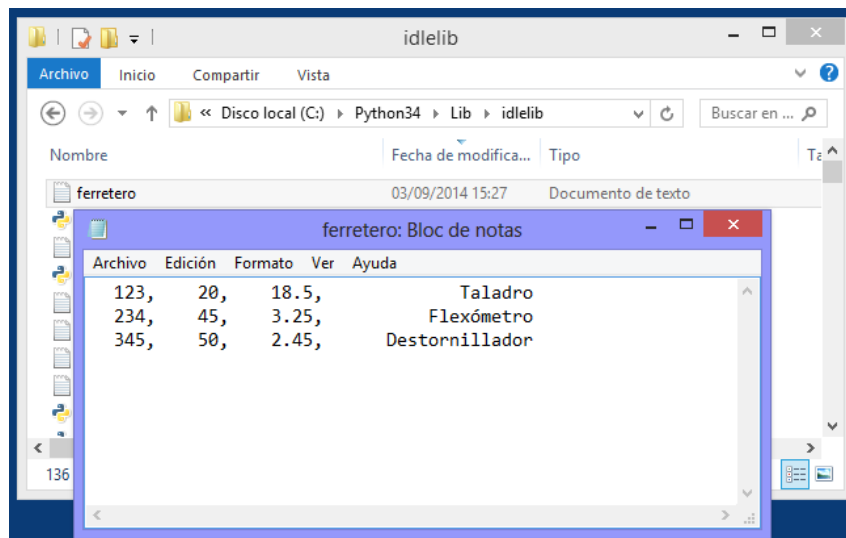 idlelib
Archivo Inicio Compartir Vista
« Disco local (C:) Python34 Lib idlelib Buscar en ...
Nombre Fecha de modifica... Tipo
ferretero 03/09/2014 15:27 Documento de texto
ferretero: Bloc de notas
Archivo Edición Formato Ver Ayuda
123, 20, 18.5, Taladro
234, 45, 3.25, Flexómetro
345, 50, 2.45, Destornillador
136